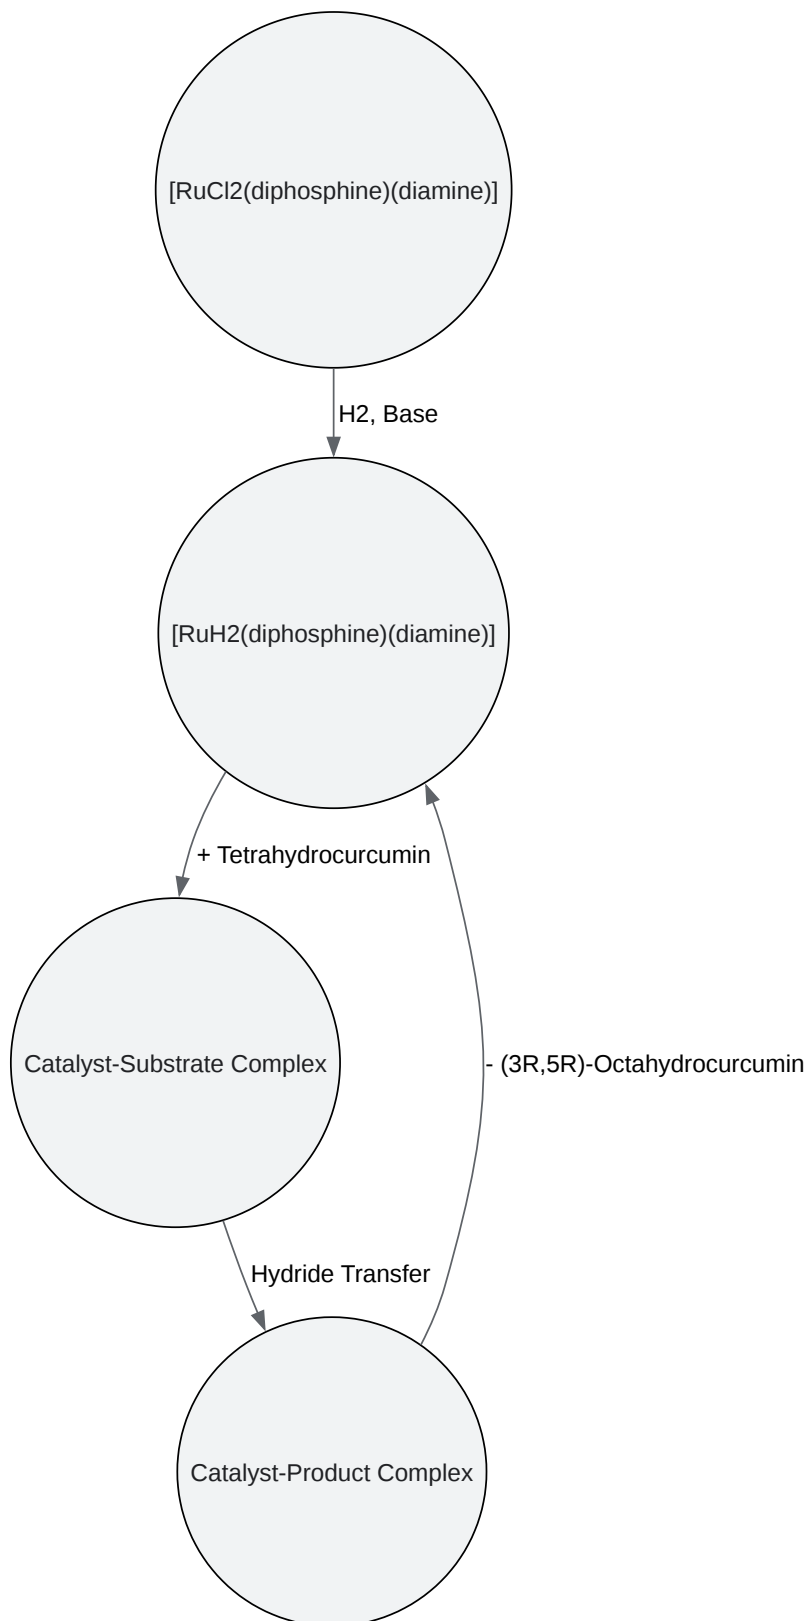 [RuCl2(diphosphine)(diamine)]
H2, Base
[RuH2(diphosphine)(diamine)]
+ Tetrahydrocurcumin
Catalyst-Substrate Complex
- (3R,5R)-Octahydrocurcumin
Hydride Transfer
Catalyst-Product Complex